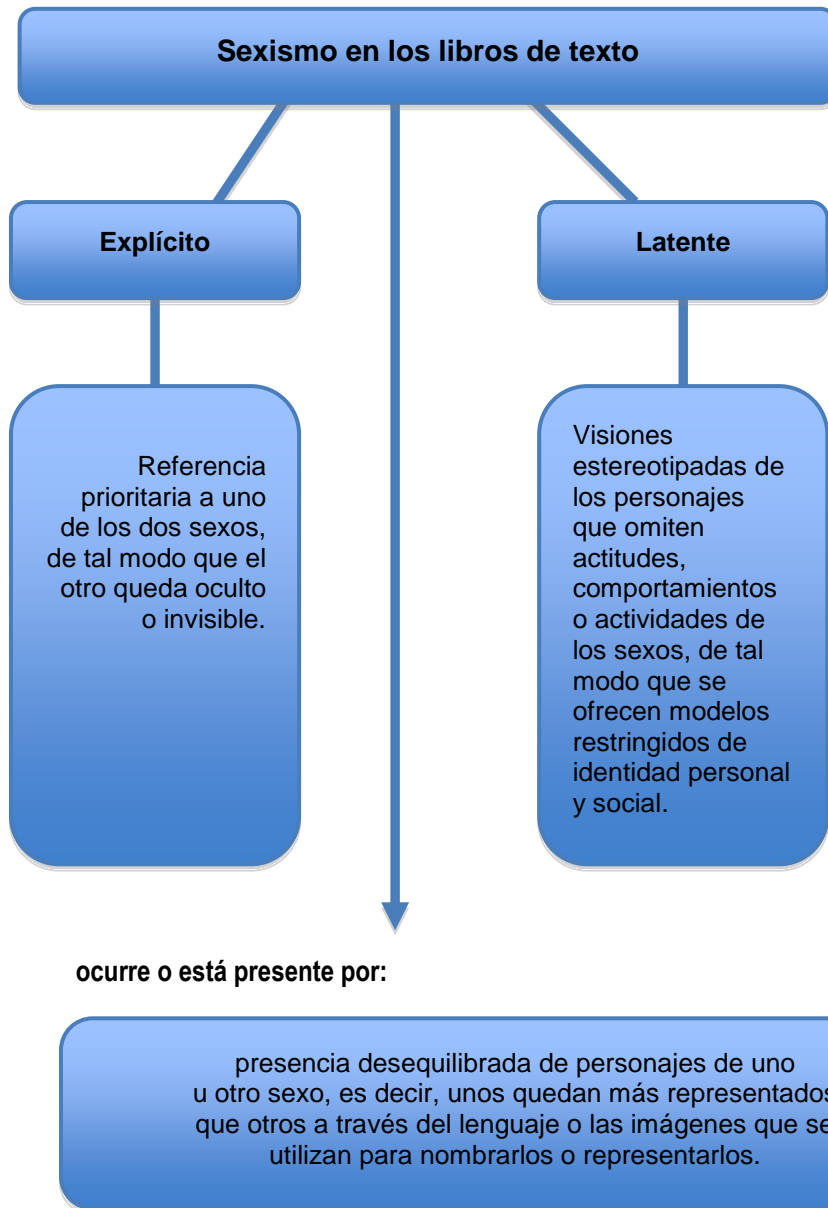 Sexismo en los libros de texto
Explícito
Latente
Referencia
prioritaria a uno
de los dos sexos,
de tal modo que el
otro queda oculto
o invisible.
Visiones
estereotipadas de
los personajes
que omiten
actitudes,
comportamientos
o actividades de
los sexos, de tal
modo que se
ofrecen modelos
restringidos de
identidad personal
y social.
ocurre o está presente por:
presencia desequilibrada de personajes de uno
u otro sexo, es decir, unos quedan más representados
que otros a través del lenguaje o las imágenes que se
utilizan para nombrarlos o representarlos.